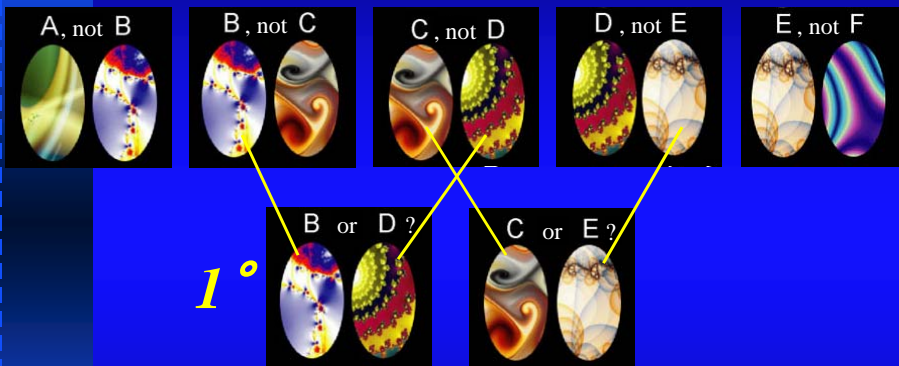 A, not B
B, not C
C, not D
D, not E
E, not F
B or D ?
C or E ?
1°